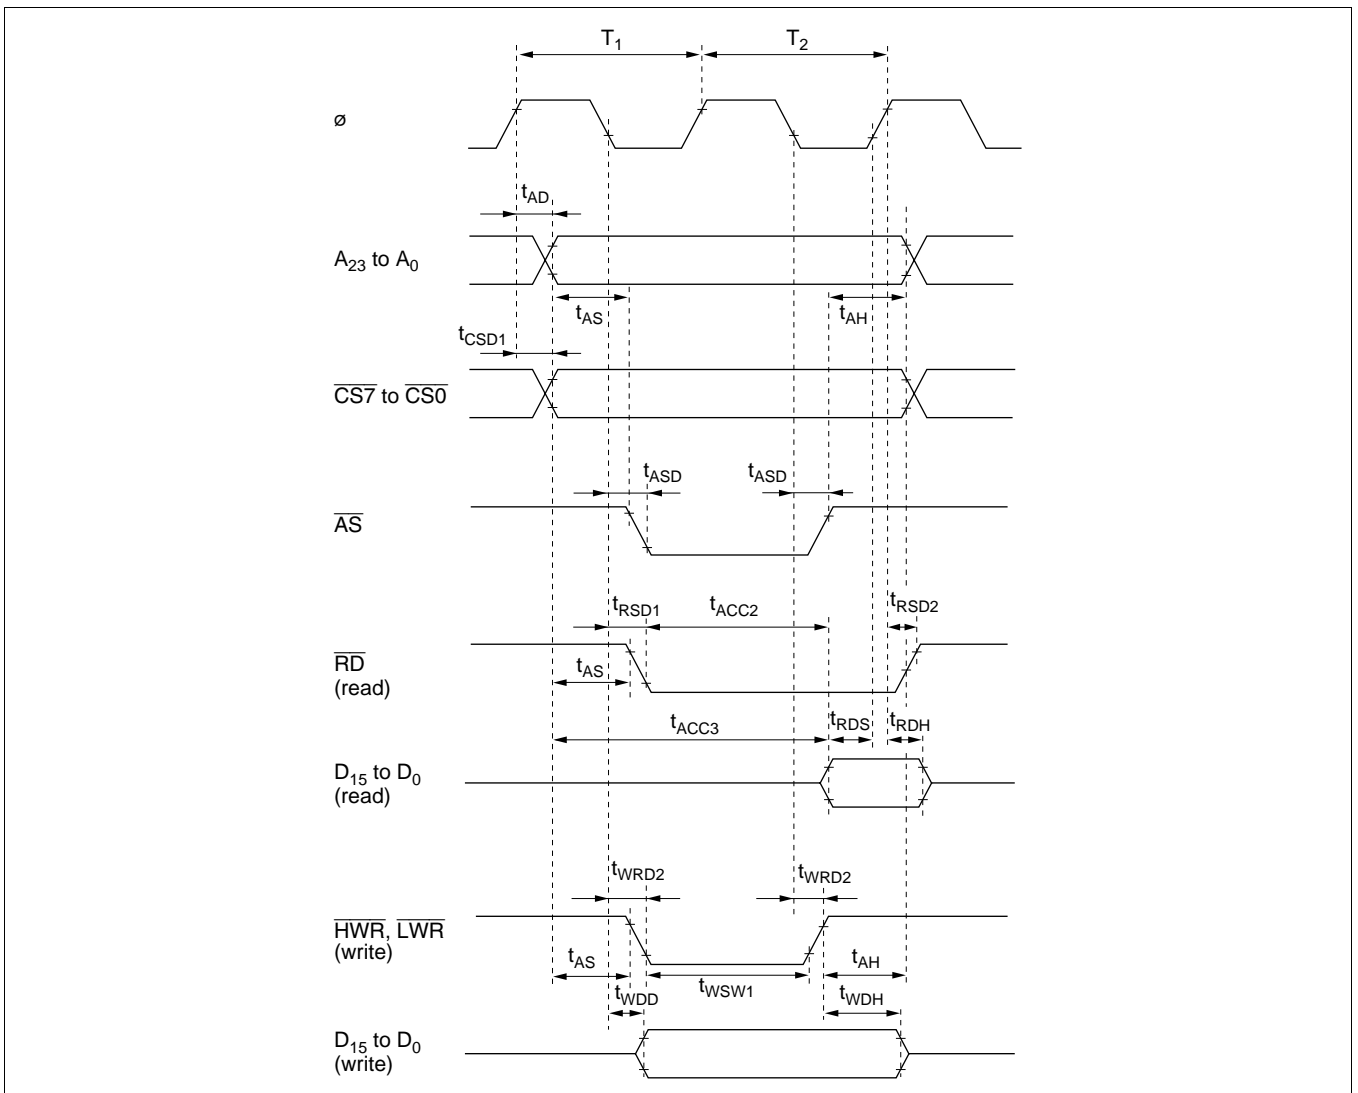 T1 T2
ø
tAD
A23 to A0
tAS tAH
tCSD1
CS7 to CS0
tASD tASD
AS
tRSD1 tACC2 tRSD2
RD
(read)
tAS
tACC3 tRDS tRDH
D15 to D0
(read)
tWRD2 tWRD2
HWR, LWR
(write)
tAS tAH
tWSW1
tWDD tWDH
D15 to D0
(write)